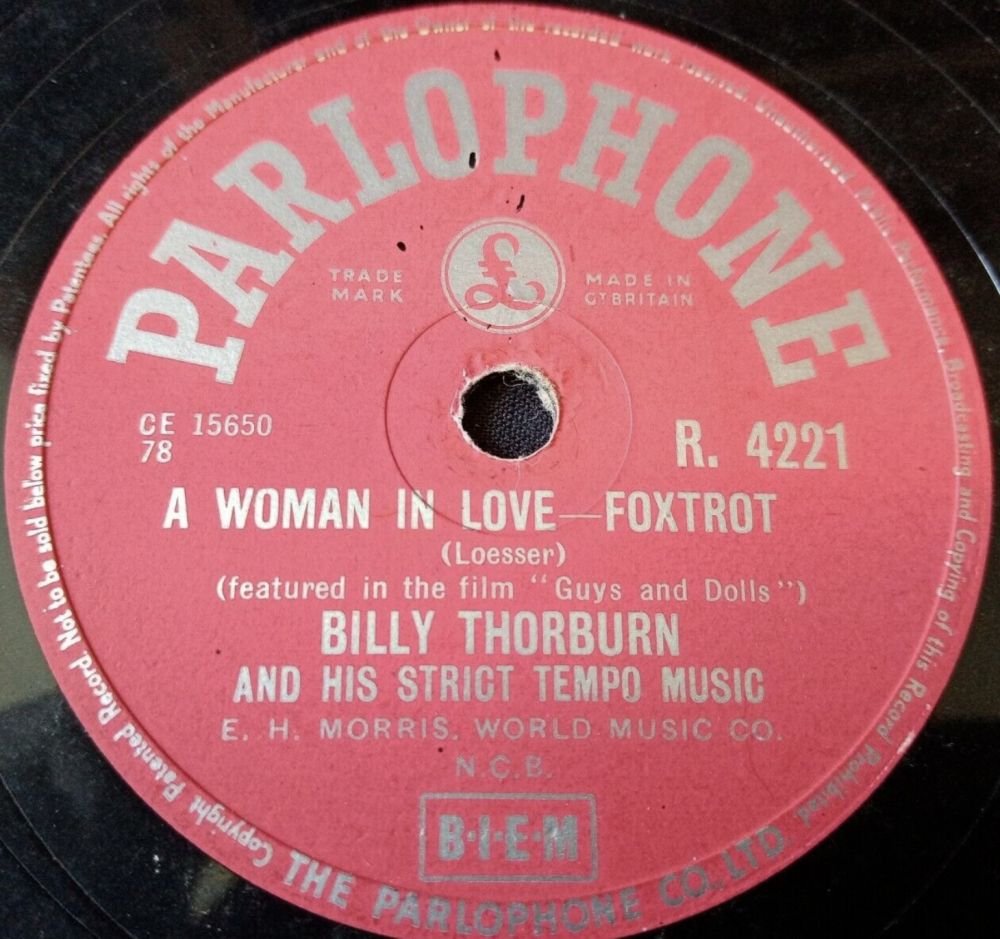 Copyright Patented Record. Not to be sold below price fixed by Patentees. All rights of the Manufacturer and of the Owner of the recorded work reserved. Unauthorised Public Performance, Broadcasting and Copying of this Record Prohibited.
PARLOPHONE
TRADE MARK
MADE IN GT BRITAIN
£
CE 15650
78
R. 4221
A WOMAN IN LOVE—FOXTROT
(Loesser)
(featured in the film "Guys and Dolls")
BILLY THORBURN
AND HIS STRICT TEMPO MUSIC
E. H. MORRIS. WORLD MUSIC CO.
N.C.B.
B·I·E·M
THE PARLOPHONE CO. LTD.